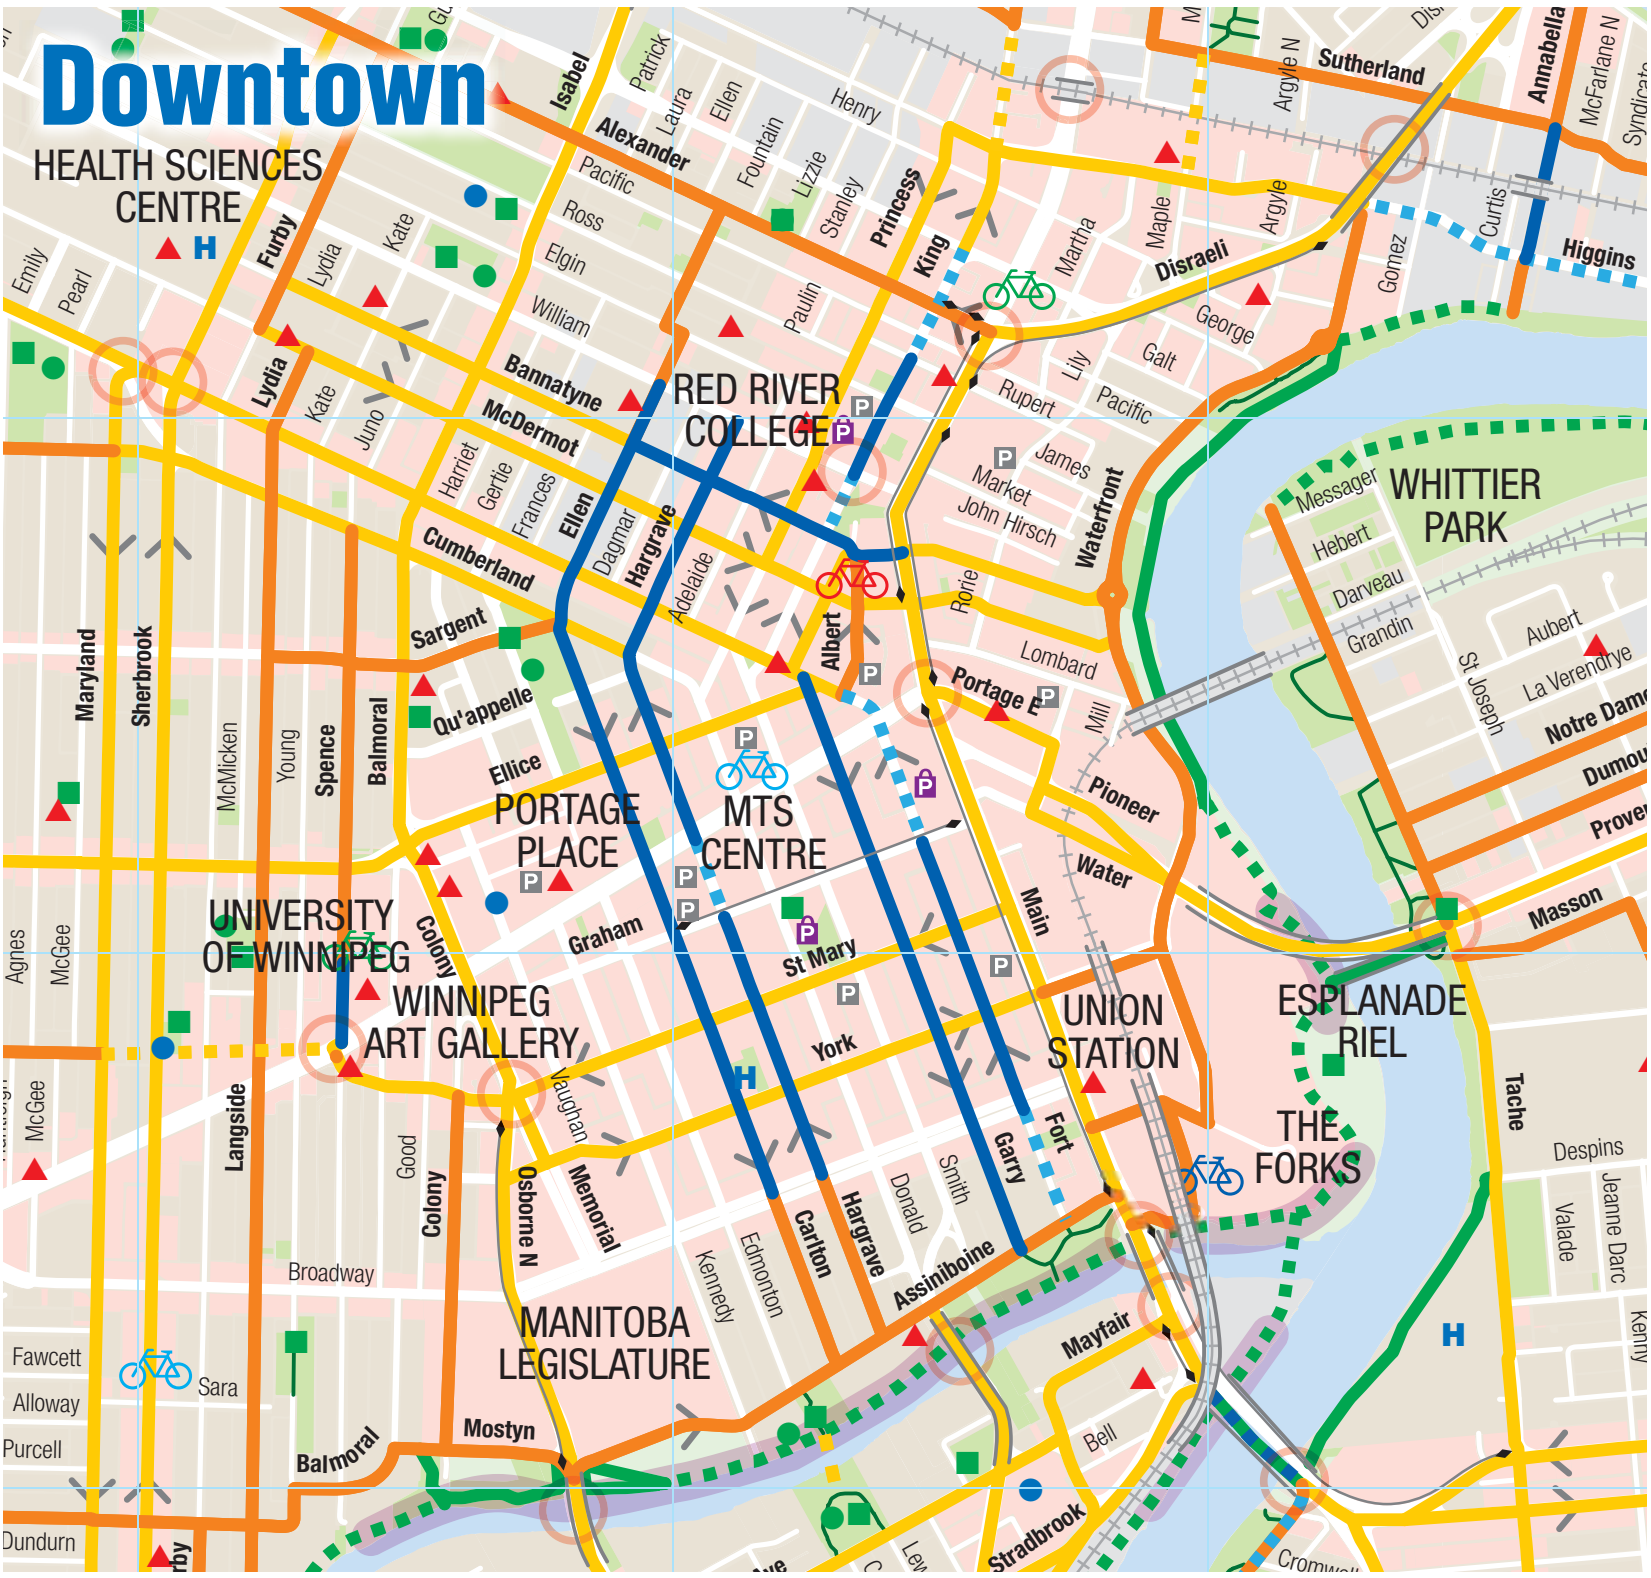 Downtown
HEALTH SCIENCES
CENTRE
H
Isabel
Patrick
Laura
Ellen
Fountain
Lizzie
Stanley
Henry
Alexander
Pacific
Ross
Elgin
William
Princess
King
Paulin
Furby
Lydia
Kate
Emily
Pearl
Argyle N
Sutherland
Annabella
McFarlane N
Syndicate
Martha
Maple
Argyle
Disraeli
Gomez
Curtis
Higgins
George
Galt
Lily
Rupert
Pacific
Bannatyne
McDermot
Lydia
Kate
Juno
Harriet
Gertie
Frances
Ellen
Dagmar
Hargrave
Adelaide
RED RIVER
COLLEGE
P
P
P
James
Market
John Hirsch
Waterfront
Messager
WHITTIER
PARK
Hebert
Darveau
Grandin
Aubert
La Verendrye
St Joseph
Notre Dame
Dumou
Prove
Cumberland
Sargent
Qu'appelle
Ellice
Maryland
Sherbrook
McMicken
Young
Spence
Balmoral
Albert
Rorie
Lombard
Portage E
Mill
P
P
P
P
Pioneer
Water
PORTAGE
PLACE
P
MTS
CENTRE
P
P
Main
Masson
UNIVERSITY
OF WINNIPEG
Agnes
McGee
Colony
Graham
St Mary
P
P
P
WINNIPEG
ART GALLERY
York
UNION
STATION
ESPLANADE
RIEL
Tache
McGee
Langside
Good
Colony
Vaughan
Memorial
Osborne N
H
Fort
Garry
Smith
Donald
Hargrave
Carlton
Edmonton
Kennedy
Assiniboine
THE
FORKS
Despins
Valade
Jeanne Darc
Kenny
Broadway
MANITOBA
LEGISLATURE
Mayfair
H
Fawcett
Alloway
Purcell
Sara
Dundurn
Balmoral
Mostyn
Bell
Stradbrook
Cromwell